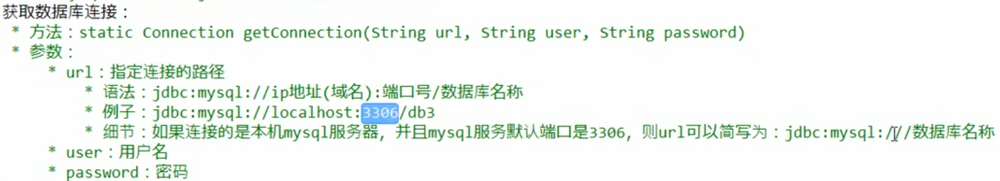 获取数据库连接：
* 方法：static Connection getConnection(String url, String user, String password)
* 参数：
* url：指定连接的路径
* 语法：jdbc:mysql://ip地址(域名):端口号/数据库名称
* 例子：jdbc:mysql://localhost:3306/db3
* 细节：如果连接的是本机mysql服务器，并且mysql服务默认端口是3306，则url可以简写为：jdbc:mysql:///数据库名称
* user：用户名
* password：密码